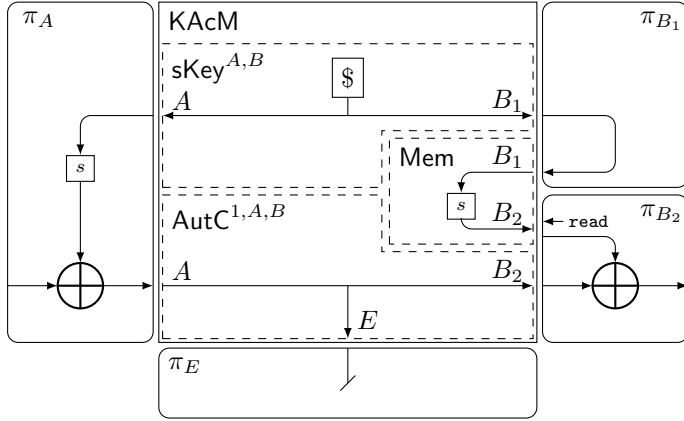 π_A
KAcM
π_{B_1}
sKey^{A,B}
$
A
B_1
s
Mem
B_1
s
B_2
π_{B_2}
read
AutC^{1,A,B}
A
B_2
E
π_E